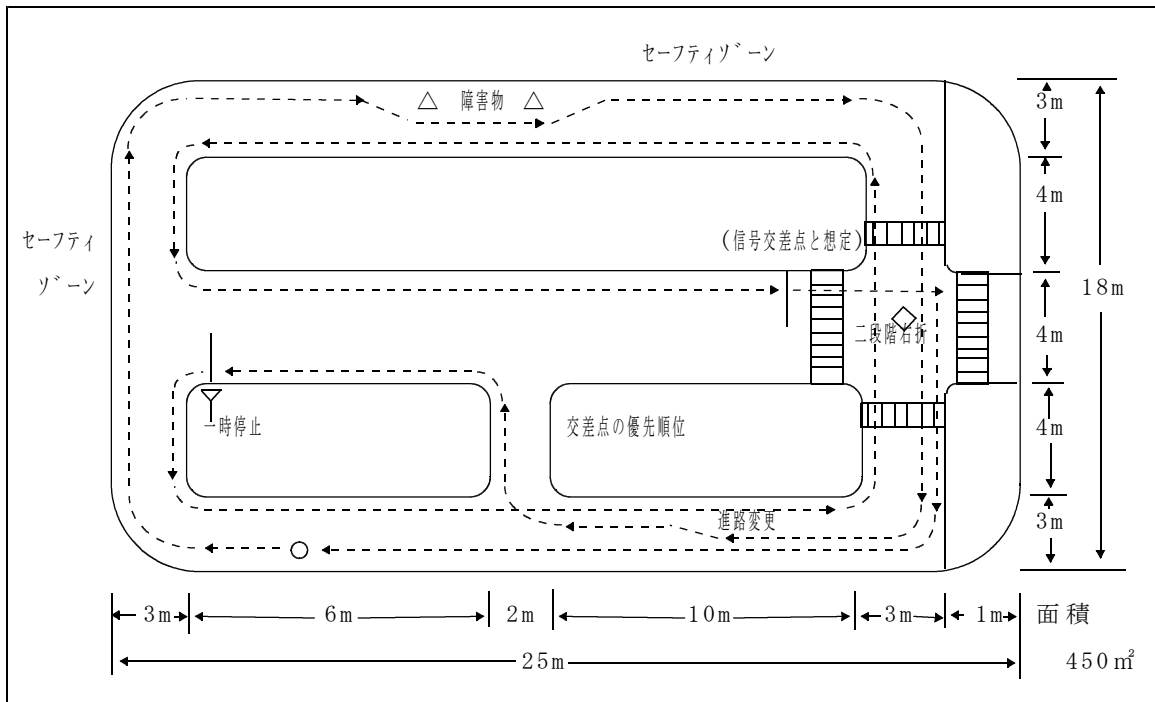 セーフティゾーン
障害物
3m
4m
セーフティ
ゾーン
(信号交差点と想定)
18m
二段階右折
4m
一時停止
交差点の優先順位
4m
進路変更
3m
3m
6m
2m
10m
3m
1m
面積
25m
450㎡